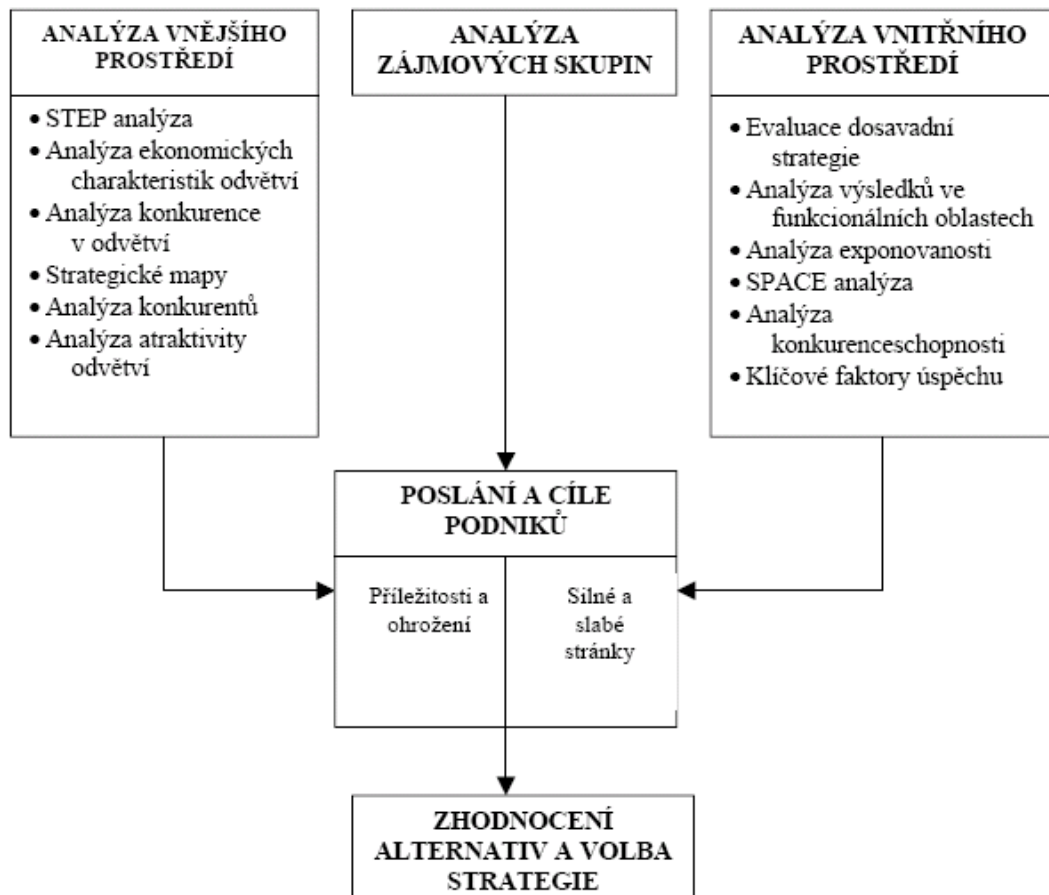 ANALÝZA VNĚJŠÍHO
PROSTŘEDÍ
• STEP analýza
• Analýza ekonomických
charakteristik odvětví
• Analýza konkurence
v odvětví
• Strategické mapy
• Analýza konkurentů
• Analýza atraktivity
odvětví
ANALÝZA
ZÁJMOVÝCH SKUPIN
ANALÝZA VNITŘNÍHO
PROSTŘEDÍ
• Evaluace dosavadní
strategie
• Analýza výsledků ve
funkcionálních oblastech
• Analýza exponovanosti
• SPACE analýza
• Analýza
konkurenceschopnosti
• Klíčové faktory úspěchu
POSLÁNÍ A CÍLE
PODNIKŮ
Příležitosti a
ohrožení
Silné a
slabé
stránky
ZHODNOCENÍ
ALTERNATIV A VOLBA
STRATEGIE